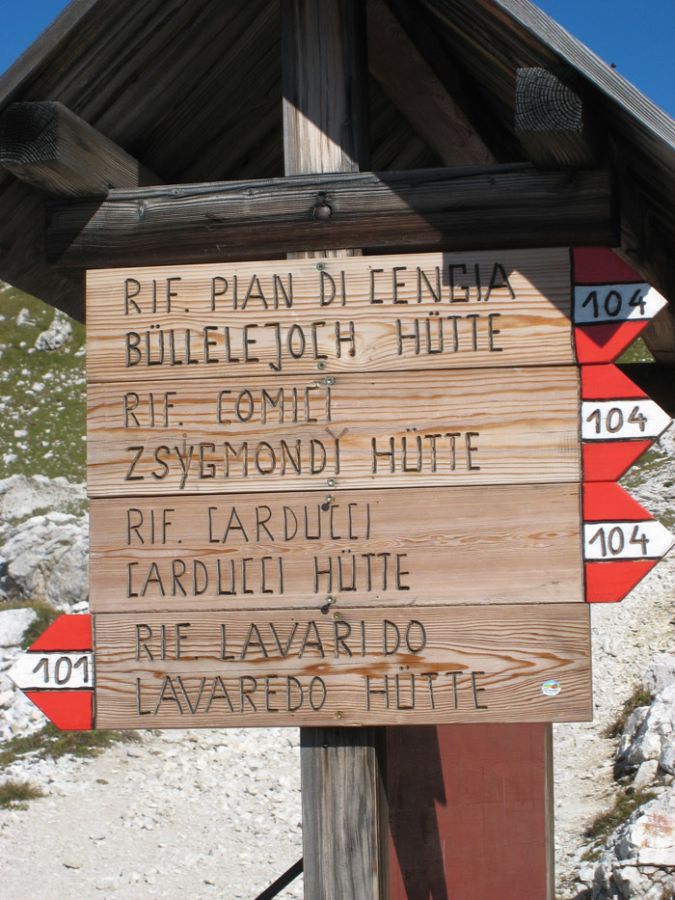 RIF. PIAN DI CENGIA
BÜLLELEJOCH HÜTTE
104
RIF. COMICI
ZSYGMONDY HÜTTE
104
RIF. CARDUCCI
CARDUCCI HÜTTE
104
RIF. LAVARIDO
LAVAREDO HÜTTE
101